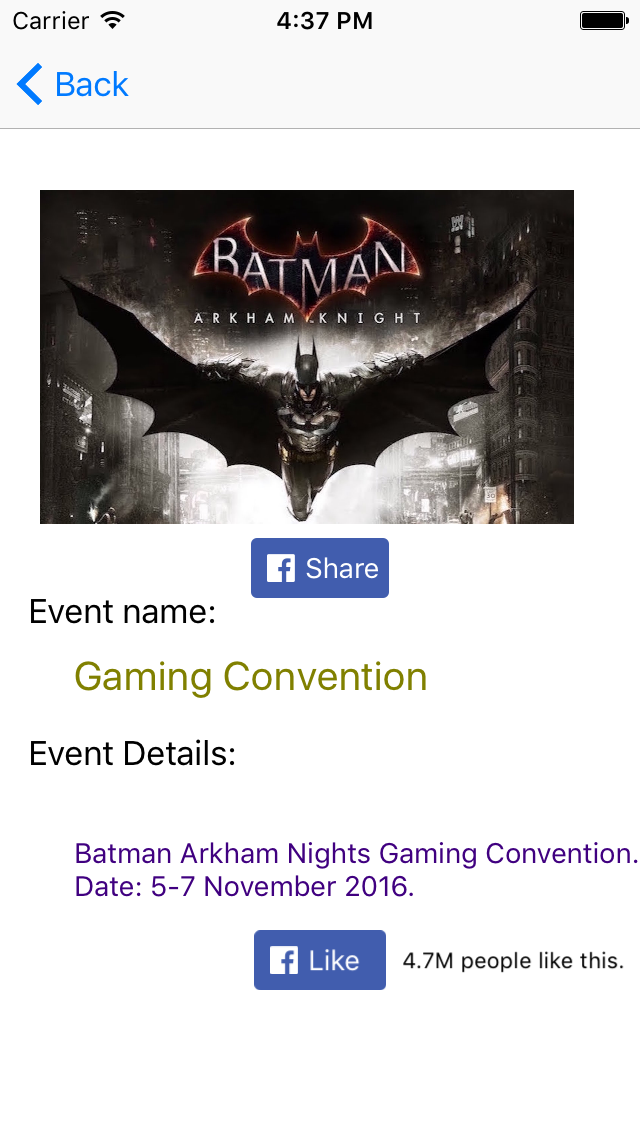 Carrier 4:37 PM
Back
BATMAN
ARKHAM KNIGHT
Share
Event name:
Gaming Convention
Event Details:
Batman Arkham Nights Gaming Convention.
Date: 5-7 November 2016.
Like 4.7M people like this.